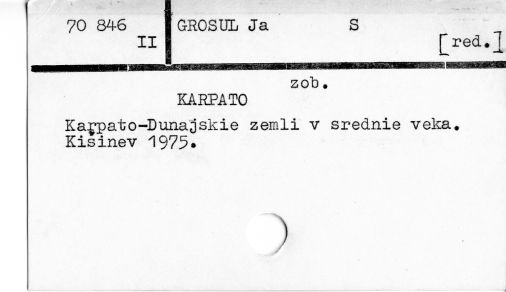 70 846 GROSUL Ja S
II [red.]
zob.
KARPATO
Karpato-Dunajskie zemli v srednie veka.
Kišinev 1975.